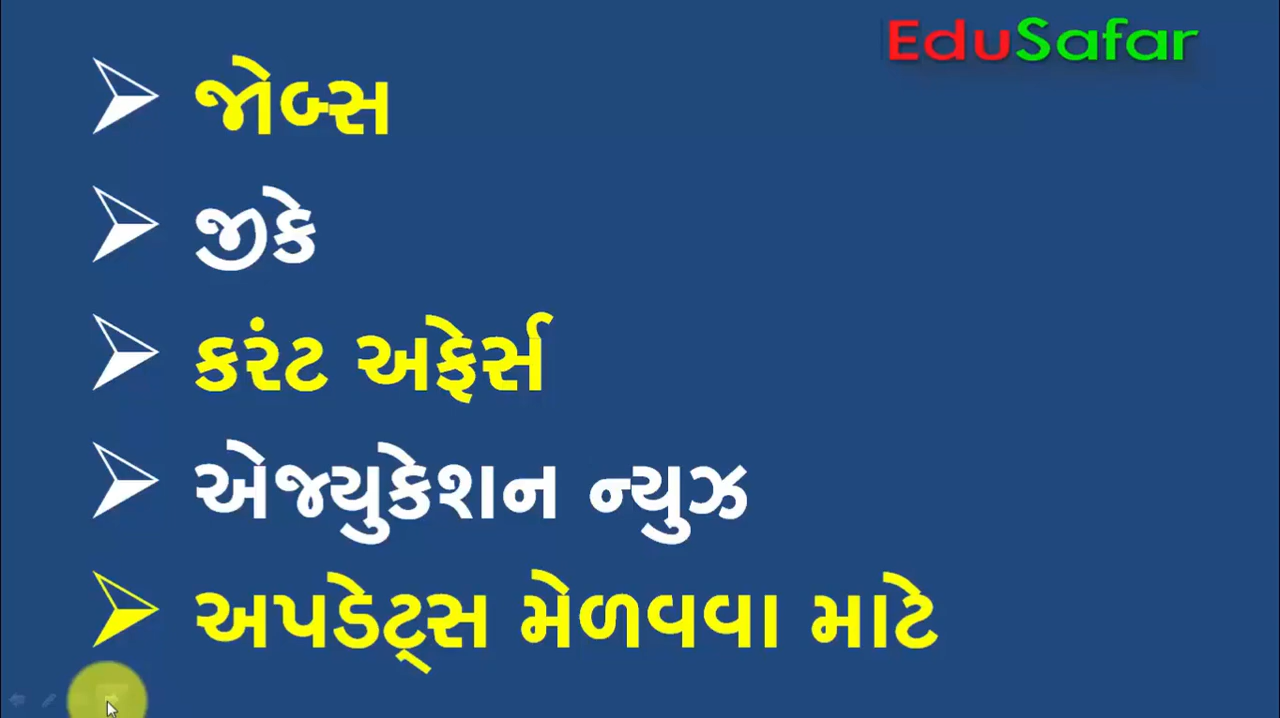 EduSafar
જોબ્સ
જીકે
કરંટ અફેર્સ
એજ્યુકેશન ન્યુઝ
અપડેટ્સ મેળવવા માટે